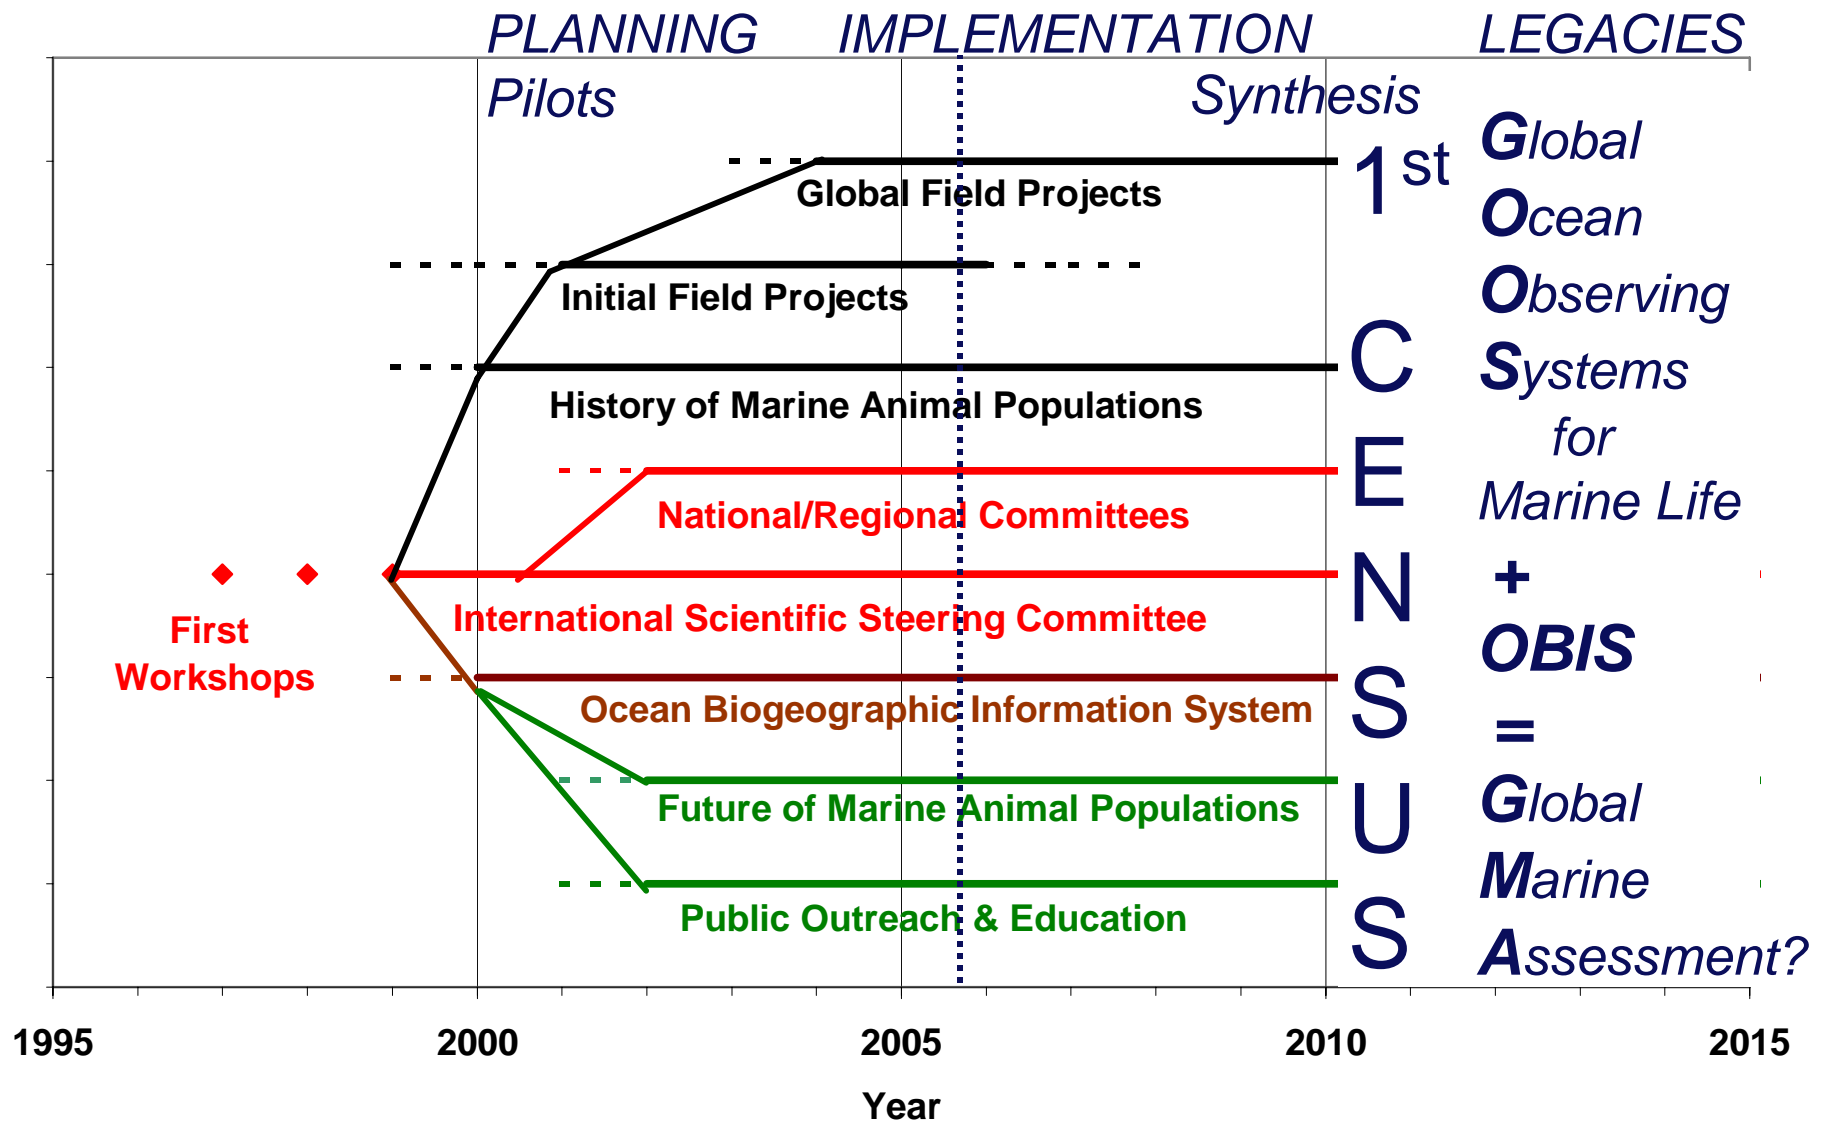 PLANNING IMPLEMENTATION LEGACIES
Pilots
Synthesis
Global Field Projects
Initial Field Projects
History of Marine Animal Populations
National/Regional Committees
International Scientific Steering Committee
First
Workshops
Ocean Biogeographic Information System
Future of Marine Animal Populations
Public Outreach & Education
1st
C
E
N
S
U
S
Global
Ocean
Observing
Systems
for
Marine Life
+
OBIS
=
Global
Marine
Assessment?
1995 2000 2005 2010 2015
Year